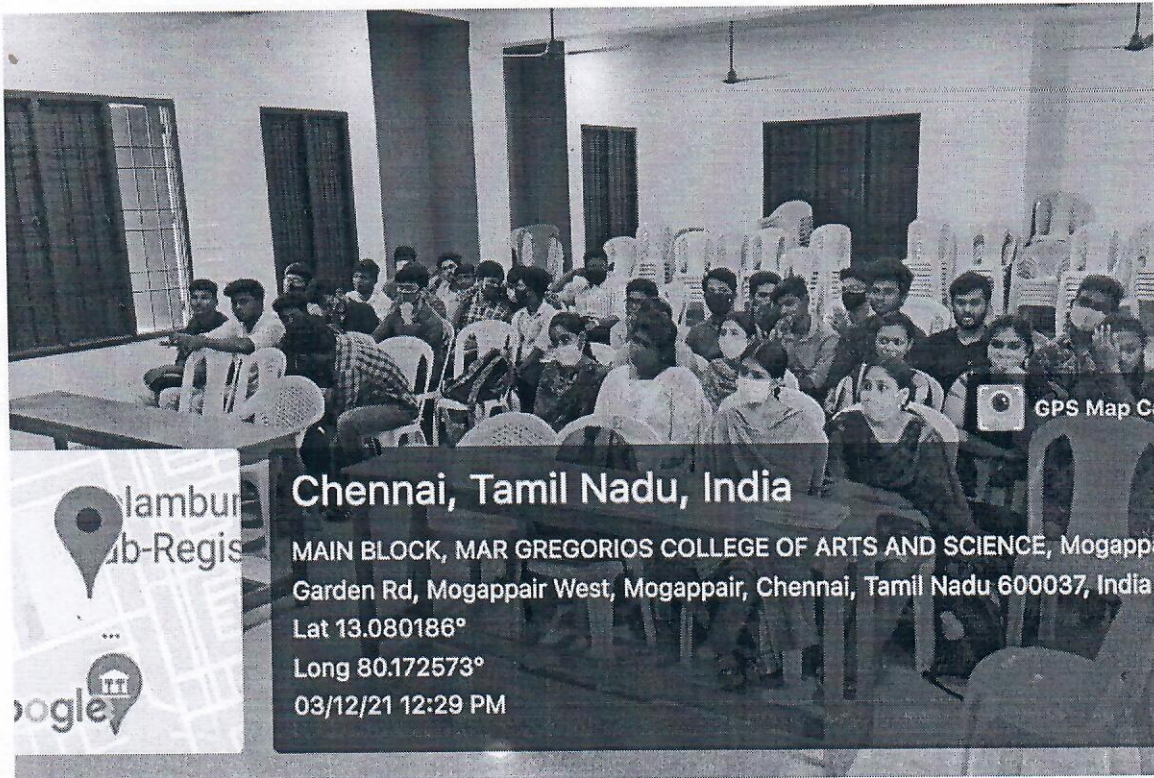 GPS Map Ca
lambur
ub-Regis
...
oogle
Chennai, Tamil Nadu, India
MAIN BLOCK, MAR GREGORIOS COLLEGE OF ARTS AND SCIENCE, Mogappa
Garden Rd, Mogappair West, Mogappair, Chennai, Tamil Nadu 600037, India
Lat 13.080186°
Long 80.172573°
03/12/21 12:29 PM